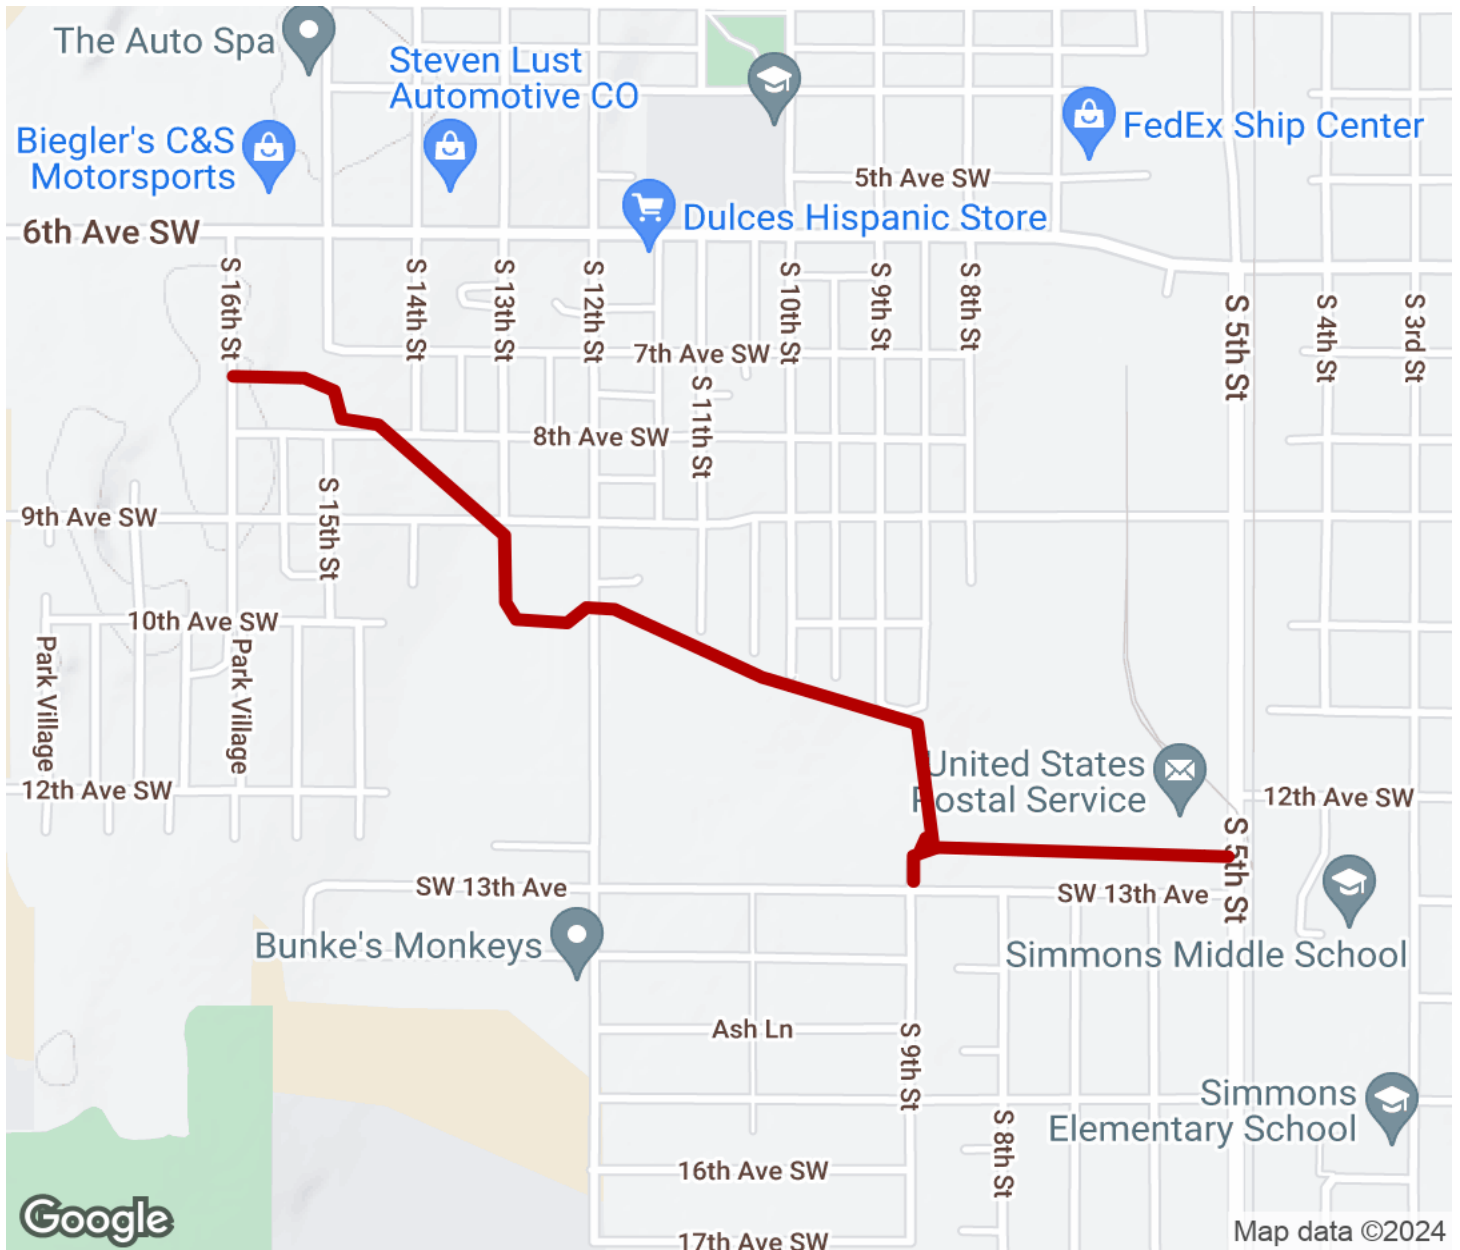 The Auto Spa
Steven Lust
Automotive CO
Biegler's C&S
Motorsports
FedEx Ship Center
5th Ave SW
Dulces Hispanic Store
6th Ave SW
S 16th St
S 14th St
S 13th St
S 12th St
S 10th St
S 9th St
S 8th St
S 5th St
S 4th St
S 3rd St
7th Ave SW
S 11th St
8th Ave SW
S 15th St
9th Ave SW
10th Ave SW
Park Village
Park Village
12th Ave SW
United States
Postal Service
12th Ave SW
S 5th St
SW 13th Ave
SW 13th Ave
Bunke's Monkeys
Simmons Middle School
Ash Ln
S 9th St
Simmons
Elementary School
S 8th St
16th Ave SW
17th Ave SW
Google
Map data ©2024